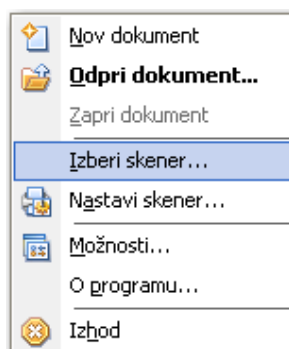 Nov dokument
Odpri dokument...
Zapri dokument
Izberi skener...
Nastavi skener...
Možnosti...
O programu...
Izhod